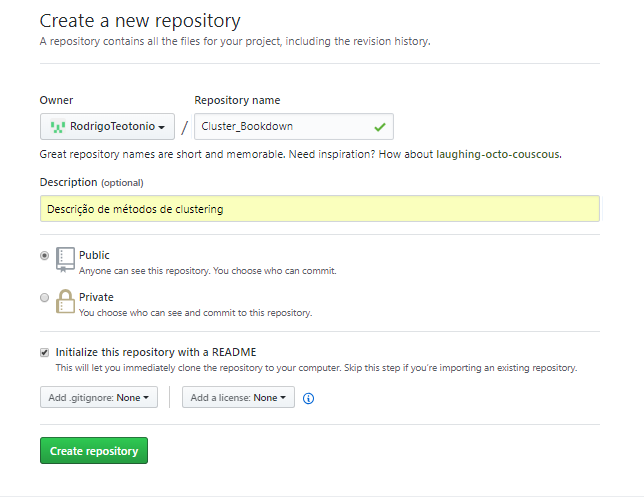 Create a new repository
A repository contains all the files for your project, including the revision history.
Owner
Repository name
RodrigoTeotonio / Cluster_Bookdown
Great repository names are short and memorable. Need inspiration? How about laughing-octo-couscous.
Description (optional)
Descrição de métodos de clustering
Public
Anyone can see this repository. You choose who can commit.
Private
You choose who can see and commit to this repository.
Initialize this repository with a README
This will let you immediately clone the repository to your computer. Skip this step if you're importing an existing repository.
Add .gitignore: None
Add a license: None
Create repository